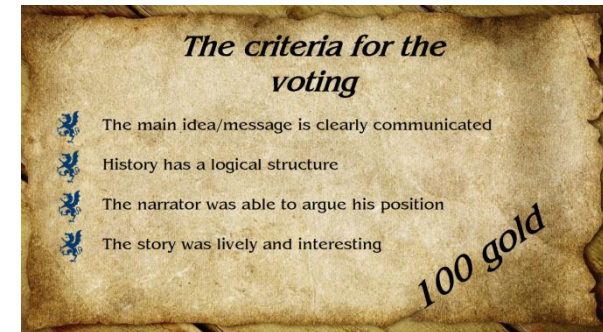 The criteria for the
voting
The main idea/message is clearly communicated
History has a logical structure
The narrator was able to argue his position
The story was lively and interesting
100 gold